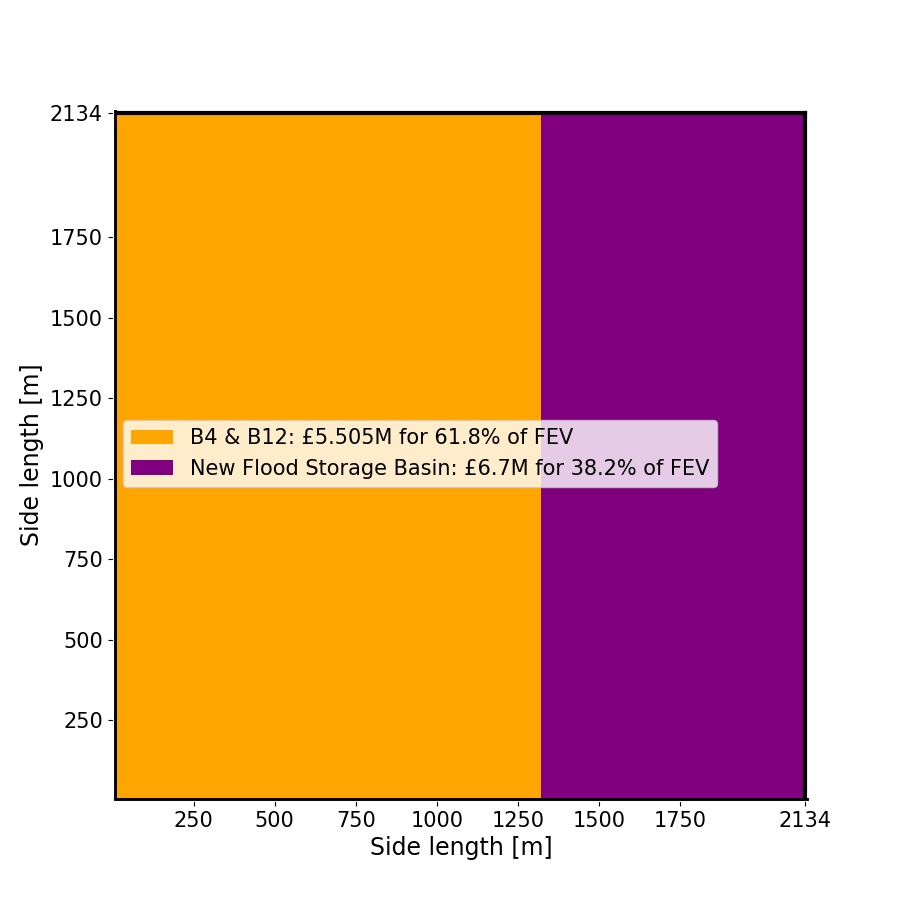 2134
1750
1500
1250
1000
750
500
250
Side length [m]
B4 & B12: £5.505M for 61.8% of FEV
New Flood Storage Basin: £6.7M for 38.2% of FEV
250 500 750 1000 1250 1500 1750 2134
Side length [m]